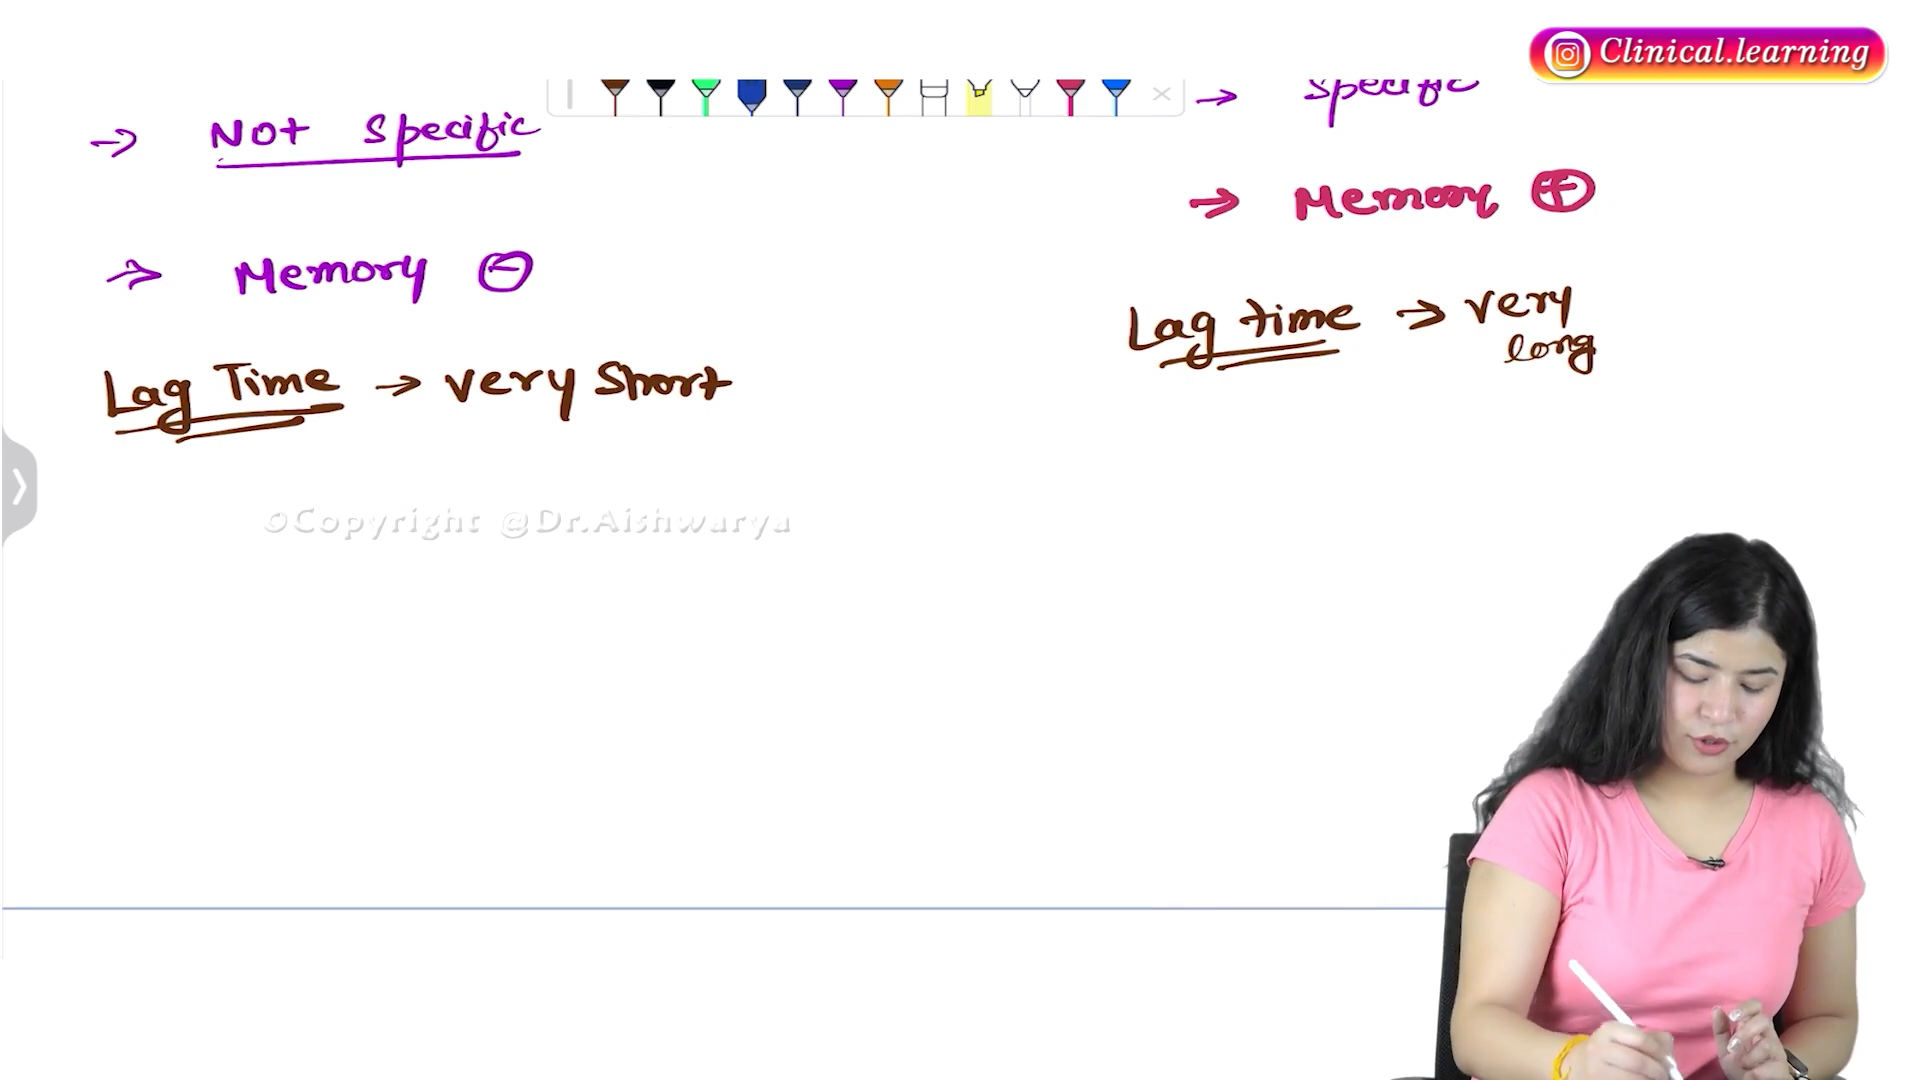 Clinical.learning
→ Not Specific
→ Memory ⊖
Lag Time → very Short
→ Specific
→ Memory ⊕
Lag time → very
long
©Copyright @Dr.Aishwarya